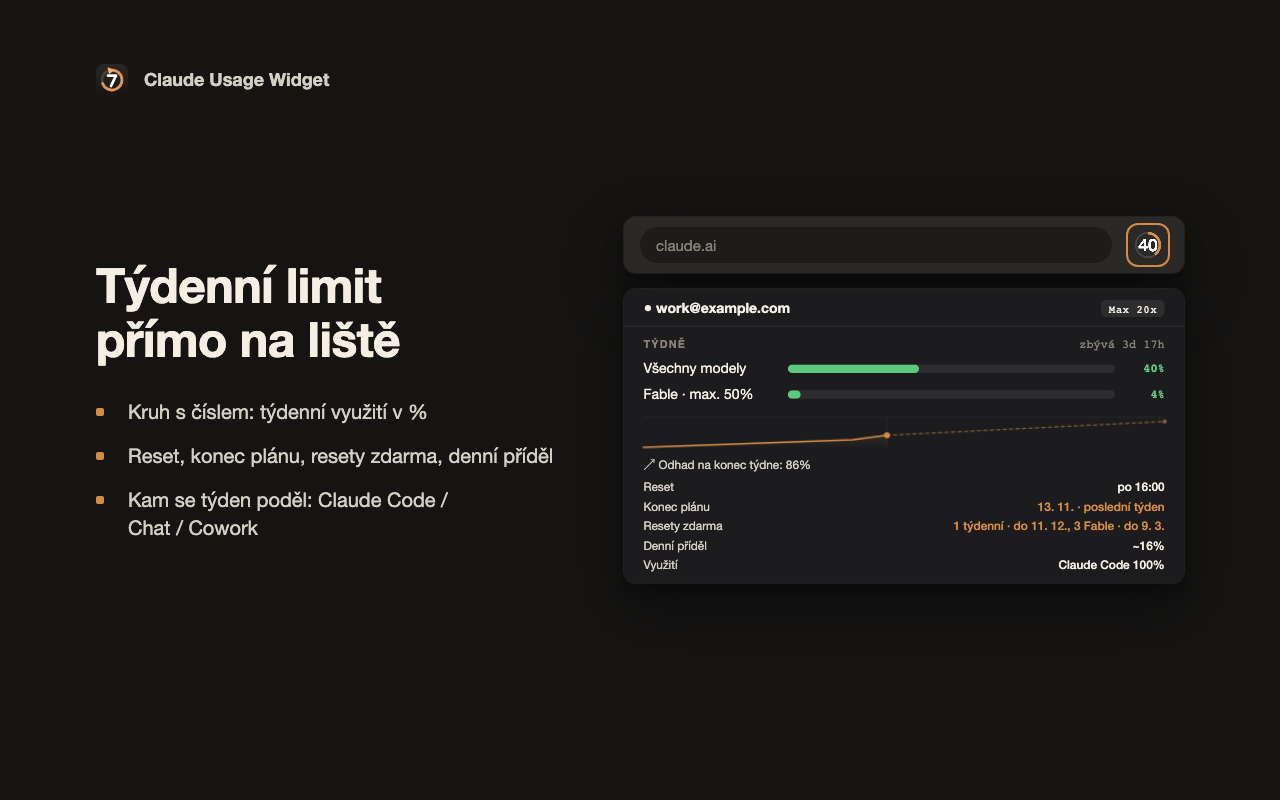 7 Claude Usage Widget
Týdenní limit
přímo na liště
Kruh s číslem: týdenní využití v %
Reset, konec plánu, resety zdarma, denní příděl
Kam se týden poděl: Claude Code /
Chat / Cowork
claude.ai 40
work@example.com Max 20x
TÝDNĚ zbývá 3d 17h
Všechny modely 40%
Fable · max. 50% 4%
↗ Odhad na konec týdne: 86%
Reset po 16:00
Konec plánu 13. 11. · poslední týden
Resety zdarma 1 týdenní · do 11. 12., 3 Fable · do 9. 3.
Denní příděl ~16%
Využití Claude Code 100%